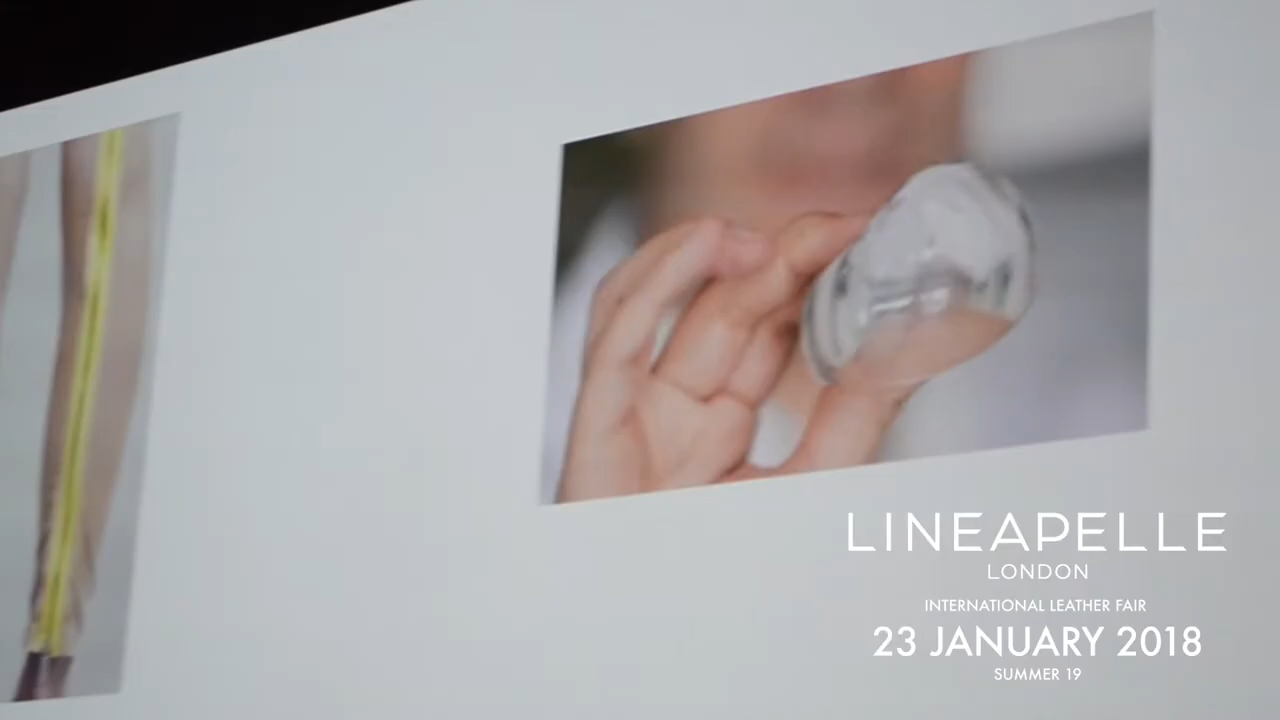 LINEAPELLE
LONDON
INTERNATIONAL LEATHER FAIR
23 JANUARY 2018
SUMMER 19